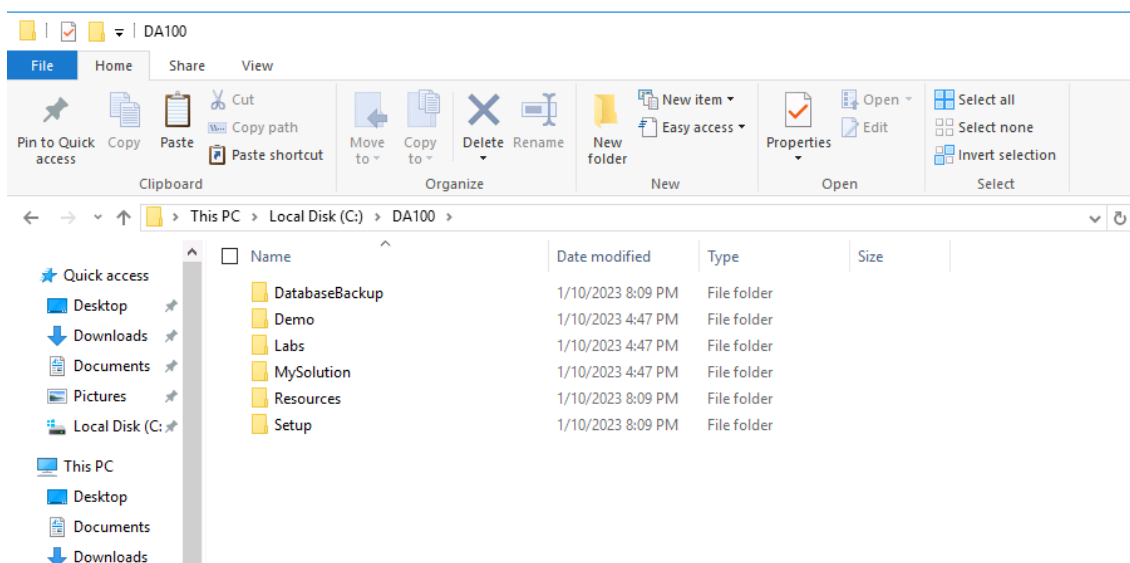 DA100
File Home Share View
Pin to Quick access
Copy
Paste
Cut
Copy path
Paste shortcut
Clipboard
Move to
Copy to
Delete
Rename
Organize
New folder
New item
Easy access
New
Properties
Open
Edit
Open
Select all
Select none
Invert selection
Select
This PC > Local Disk (C:) > DA100 >
Quick access
Desktop
Downloads
Documents
Pictures
Local Disk (C:
This PC
Desktop
Documents
Downloads
Name Date modified Type Size
DatabaseBackup 1/10/2023 8:09 PM File folder
Demo 1/10/2023 4:47 PM File folder
Labs 1/10/2023 4:47 PM File folder
MySolution 1/10/2023 4:47 PM File folder
Resources 1/10/2023 8:09 PM File folder
Setup 1/10/2023 8:09 PM File folder